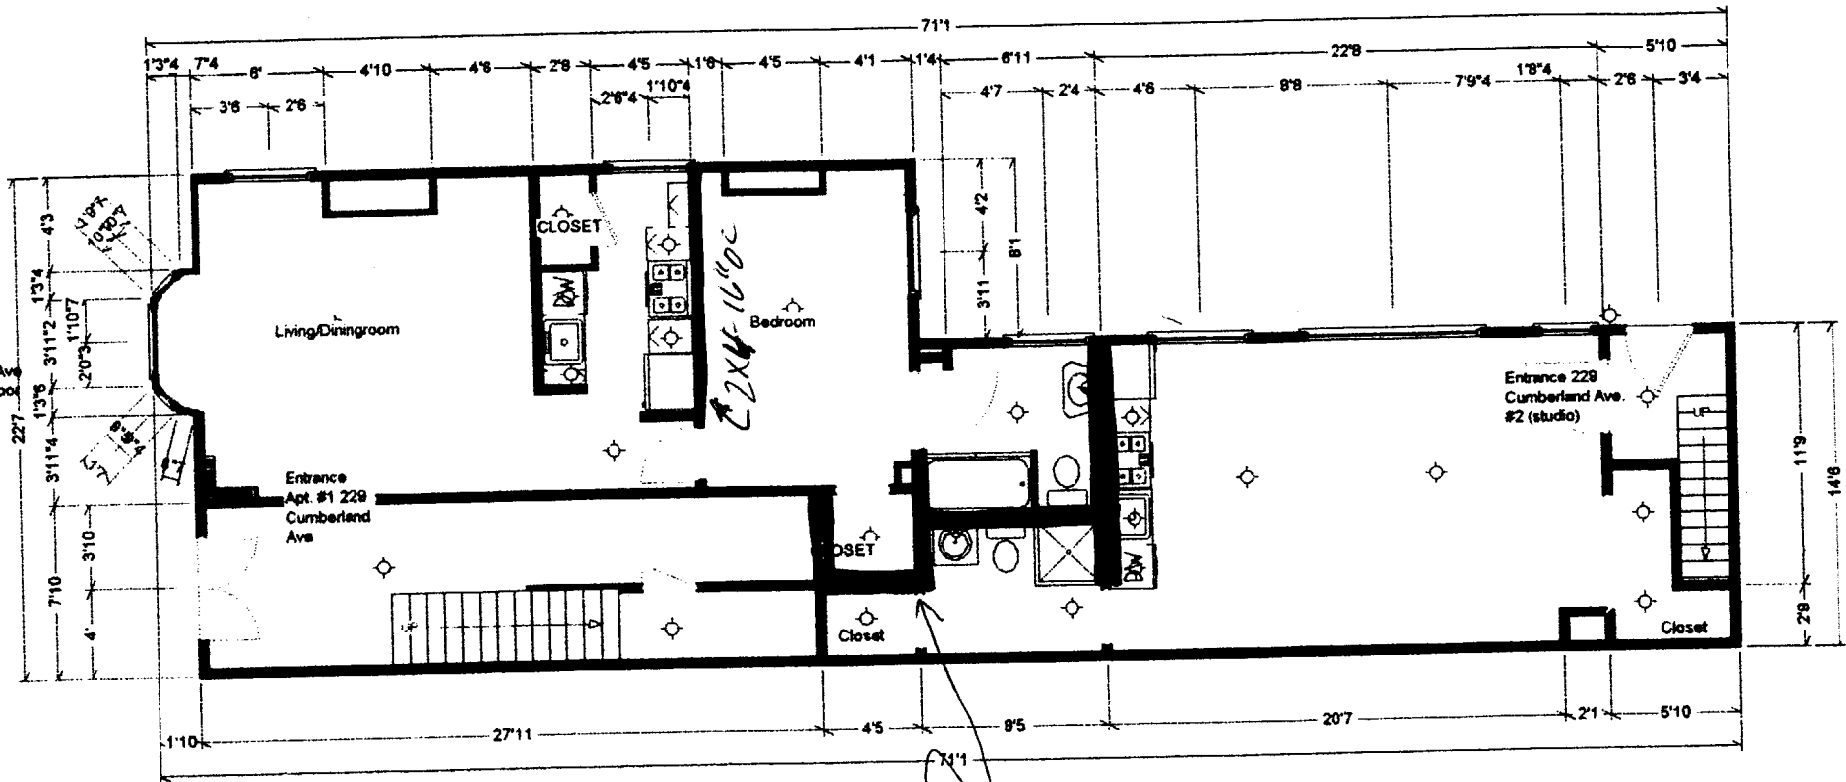 71'1
1'3"4 7"4 6' 4'10 4'6 2'8 4'5 1'6 4'5 4'1 1'4 6'11 22'8 5'10
3'6 2'6 2'6"4 1'10"4 4'7 2'4 4'6 8'8 7'9"4 1'8"4 2'6 3'4
4'3
1'3"4
3'11"2
1'3"6
3'11"4
22'7
1'10"7
2'0"3
3'10
7'10
4'
4'2
8'1
3'11
CLOSET
DW
2X4-16"oc
Living/Diningroom
Bedroom
Entrance 229
Cumberland Ave.
#2 (studio)
UP
11'9
14'6
2'9
Entrance
Apt. #1 229
Cumberland
Ave
OSET
DW
UP
Closet
Closet
1'10 27'11 4'5 20'7 2'1 5'10
71'1